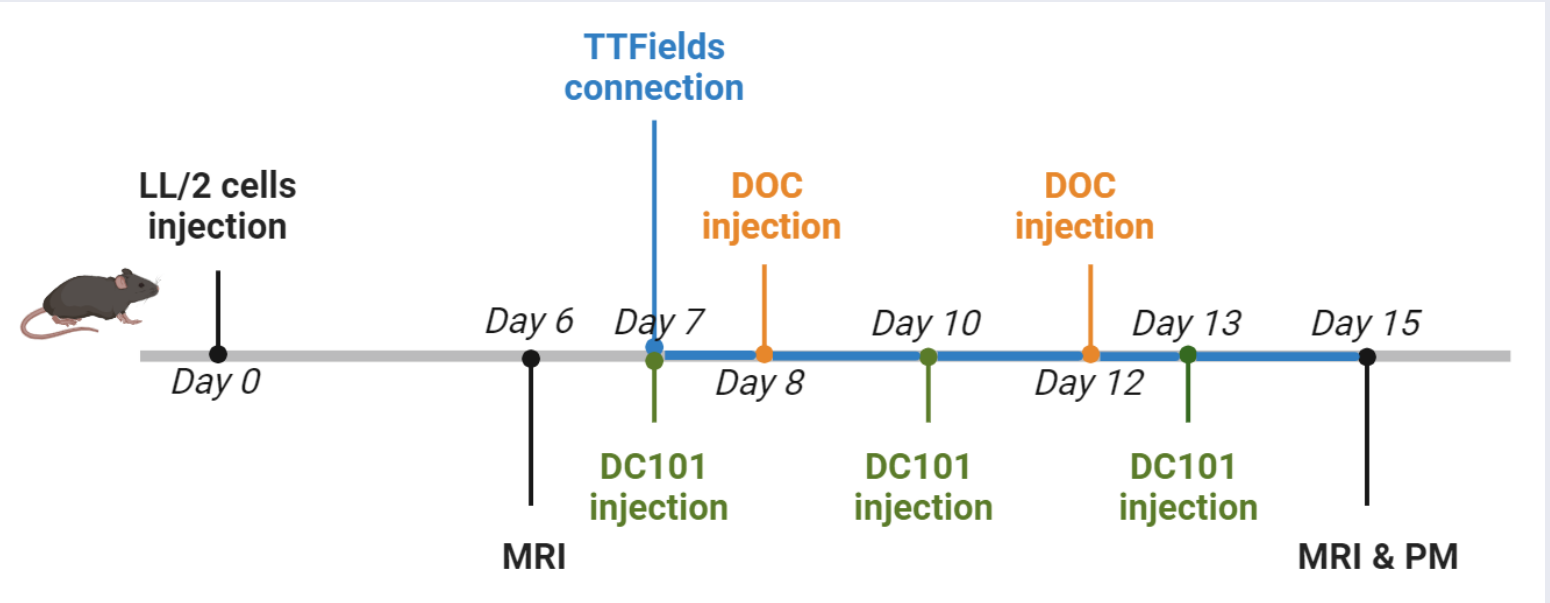 TTFields
connection
LL/2 cells
injection
DOC
injection
DOC
injection
Day 6
Day 7
Day 10
Day 13
Day 15
Day 0
Day 8
Day 12
DC101
injection
DC101
injection
DC101
injection
MRI
MRI & PM